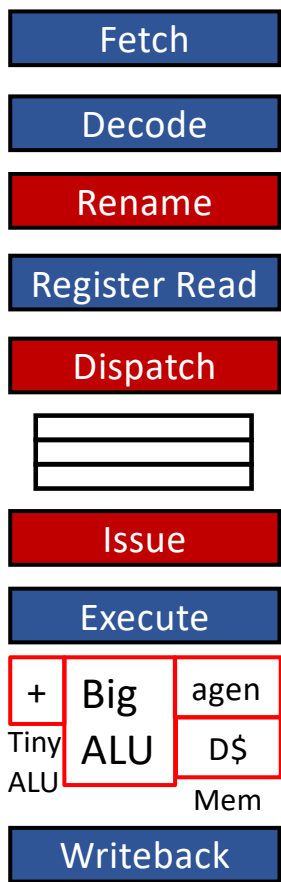 Fetch
Decode
Rename
Register Read
Dispatch
Issue
Execute
+
Big
ALU
agen
D$
Tiny
ALU
Mem
Writeback